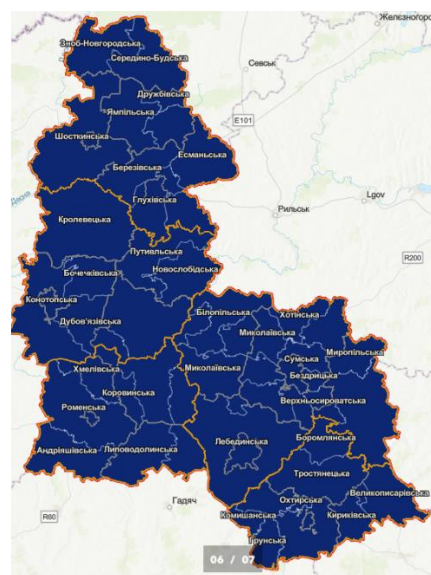 Желєзногорс
Зноб-Новгородська
Середино-Будська
Севськ
Дружбівська
Ямпільська
E101
Шосткинська
Есманьська
Березівська
Глухівська
Lgov
Рильськ
Кролевецька
Путивльська
R200
Новослобідська
Бочечківська
Конотопська
Білопільська
Хотінська
Дубов'язівська
Миколаївська
Миропільська
Сумська
Хмелівська
Миколаївська
Бездрицька
Коровинська
Верхньосироватська
Роменська
Боромлянська
Лебединська
Андріяшівська
Липоводолинська
Тростянецька
Великописарівська
Гадяч
Охтирська
R60
Комишанська
Кириківська
Грунська
06 / 07